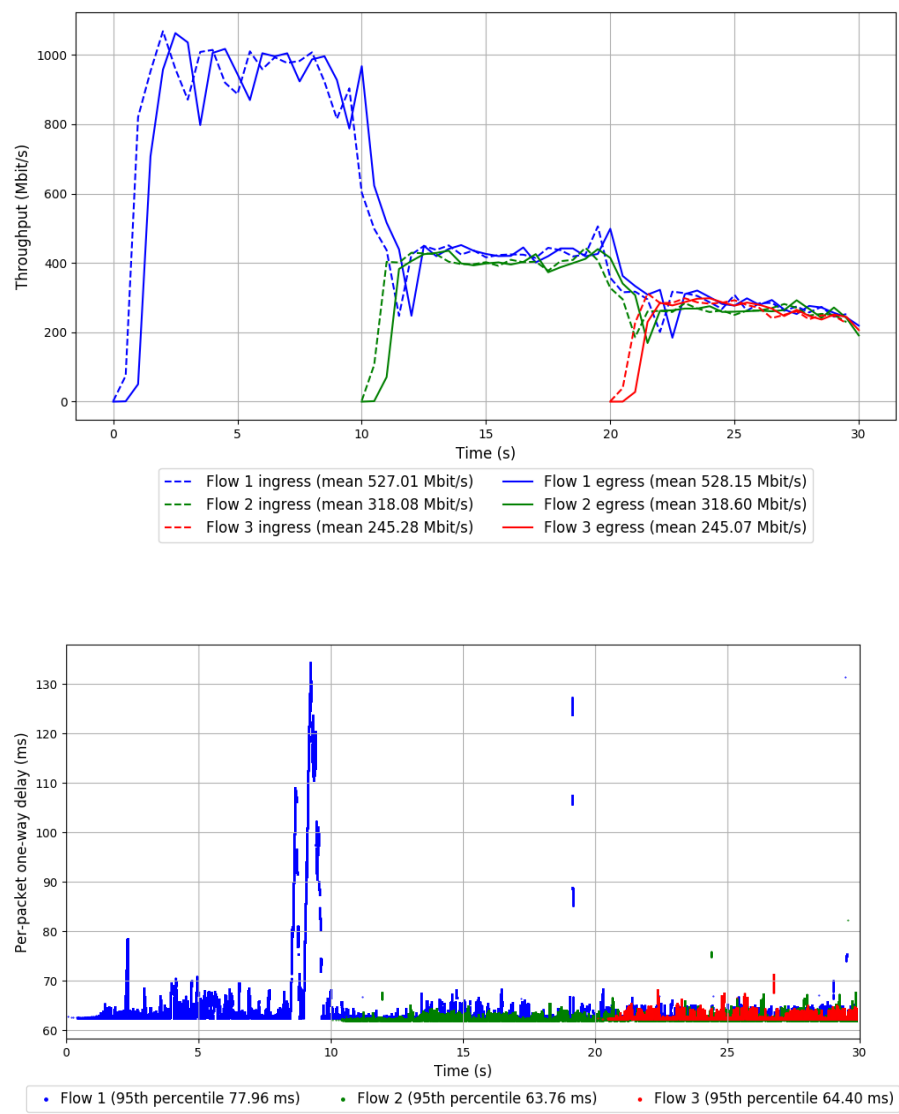 1000
800
600
400
200
0
Throughput (Mbit/s)
0 5 10 15 20 25 30
Time (s)
Flow 1 ingress (mean 527.01 Mbit/s) Flow 1 egress (mean 528.15 Mbit/s)
Flow 2 ingress (mean 318.08 Mbit/s) Flow 2 egress (mean 318.60 Mbit/s)
Flow 3 ingress (mean 245.28 Mbit/s) Flow 3 egress (mean 245.07 Mbit/s)
130
120
110
100
90
80
70
60
Per-packet one-way delay (ms)
0 5 10 15 20 25 30
Time (s)
Flow 1 (95th percentile 77.96 ms) Flow 2 (95th percentile 63.76 ms) Flow 3 (95th percentile 64.40 ms)